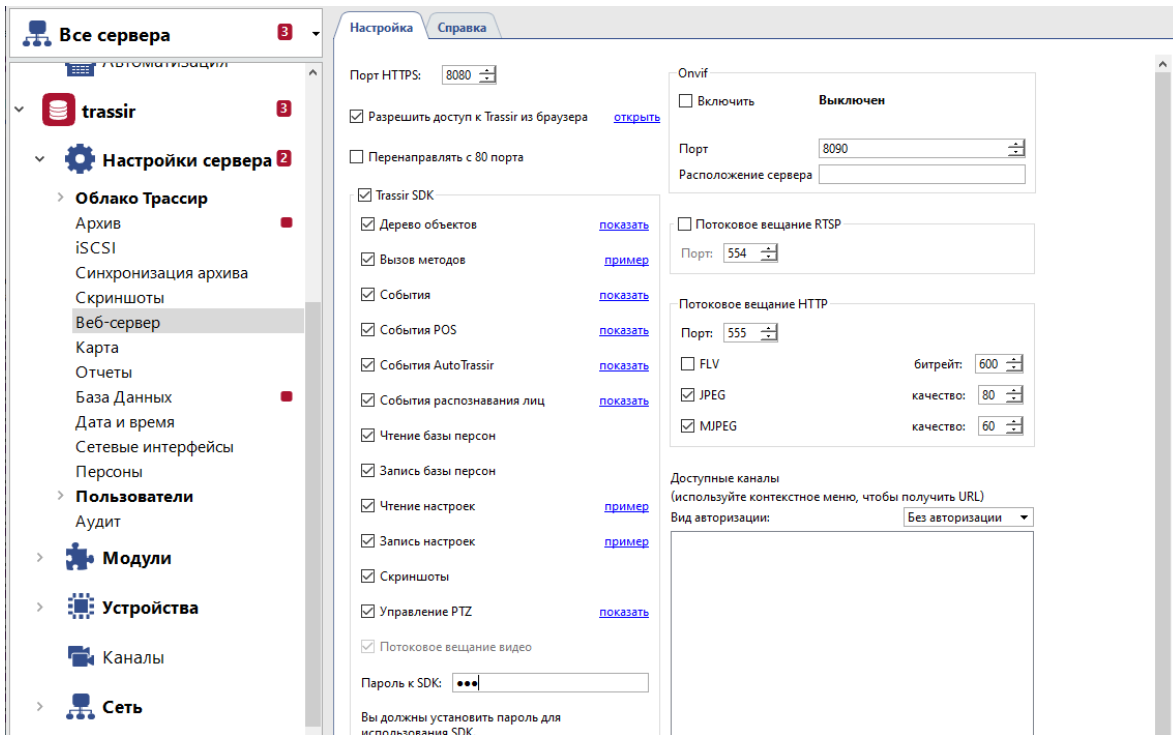 Все сервера
3
Автоматизация
trassir
3
Настройки сервера
2
Облако Трассир
Архив
iSCSI
Синхронизация архива
Скриншоты
Веб-сервер
Карта
Отчеты
База Данных
Дата и время
Сетевые интерфейсы
Персоны
Пользователи
Аудит
Модули
Устройства
Каналы
Сеть
Настройка
Справка
Порт HTTPS: 8080
Разрешить доступ к Trassir из браузера открыть
Перенаправлять с 80 порта
Trassir SDK
Дерево объектов показать
Вызов методов пример
События показать
События POS показать
События AutoTrassir показать
События распознавания лиц показать
Чтение базы персон
Запись базы персон
Чтение настроек пример
Запись настроек пример
Скриншоты
Управление PTZ показать
Потоковое вещание видео
Пароль к SDK: •••
Вы должны установить пароль для
использования SDK
Onvif
Включить Выключен
Порт 8090
Расположение сервера
Потоковое вещание RTSP
Порт: 554
Потоковое вещание HTTP
Порт: 555
FLV битрейт: 600
JPEG качество: 80
MJPEG качество: 60
Доступные каналы
(используйте контекстное меню, чтобы получить URL)
Вид авторизации: Без авторизации